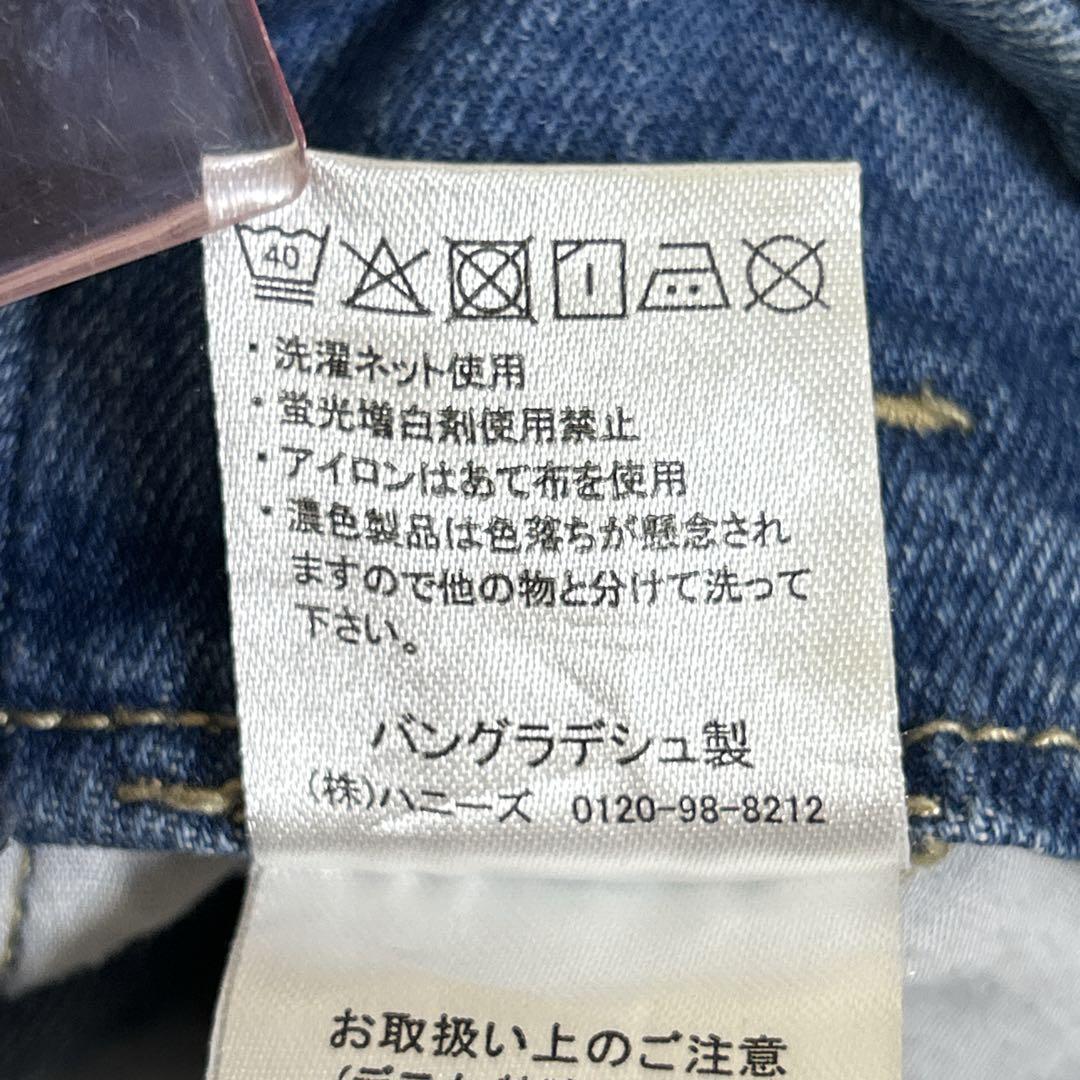 40
・洗濯ネット使用
・蛍光増白剤使用禁止
・アイロンはあて布を使用
・濃色製品は色落ちが懸念され
ますので他の物と分けて洗って
下さい。
バングラデシュ製
(株)ハニーズ 0120-98-8212
お取扱い上のご注意